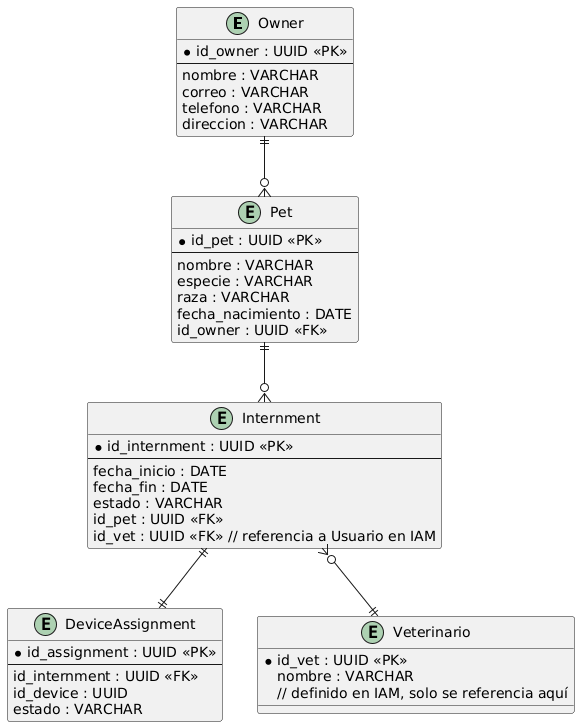 E Owner
* id_owner : UUID «PK»
nombre : VARCHAR
correo : VARCHAR
telefono : VARCHAR
direccion : VARCHAR
E Pet
* id_pet : UUID «PK»
nombre : VARCHAR
especie : VARCHAR
raza : VARCHAR
fecha_nacimiento : DATE
id_owner : UUID «FK»
E Internment
* id_internment : UUID «PK»
fecha_inicio : DATE
fecha_fin : DATE
estado : VARCHAR
id_pet : UUID «FK»
id_vet : UUID «FK» // referencia a Usuario en IAM
E DeviceAssignment
* id_assignment : UUID «PK»
id_internment : UUID «FK»
id_device : UUID
estado : VARCHAR
E Veterinario
* id_vet : UUID «PK»
nombre : VARCHAR
// definido en IAM, solo se referencia aquí